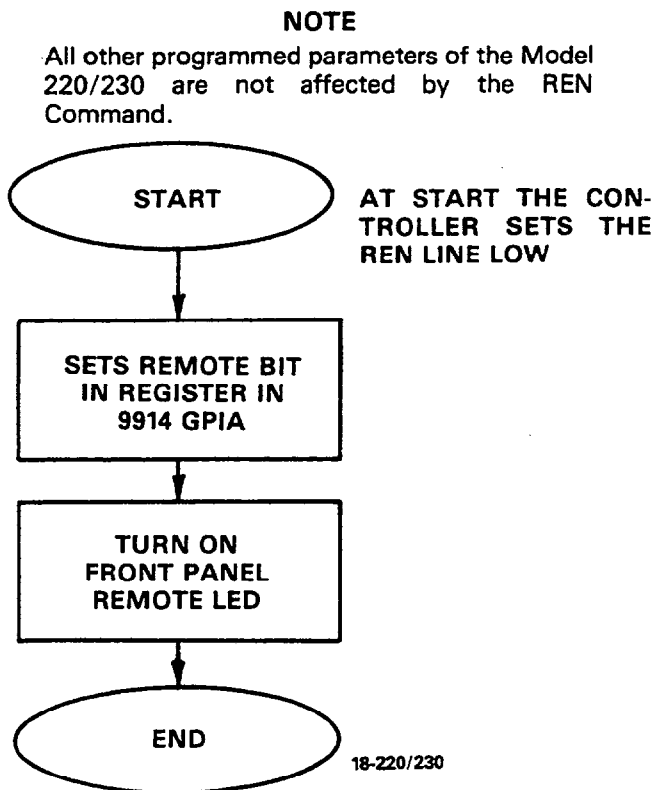 NOTE
All other programmed parameters of the Model
220/230 are not affected by the REN
Command.
START
AT START THE CON-
TROLLER SETS THE
REN LINE LOW
SETS REMOTE BIT
IN REGISTER IN
9914 GPIA
TURN ON
FRONT PANEL
REMOTE LED
END
18-220/230